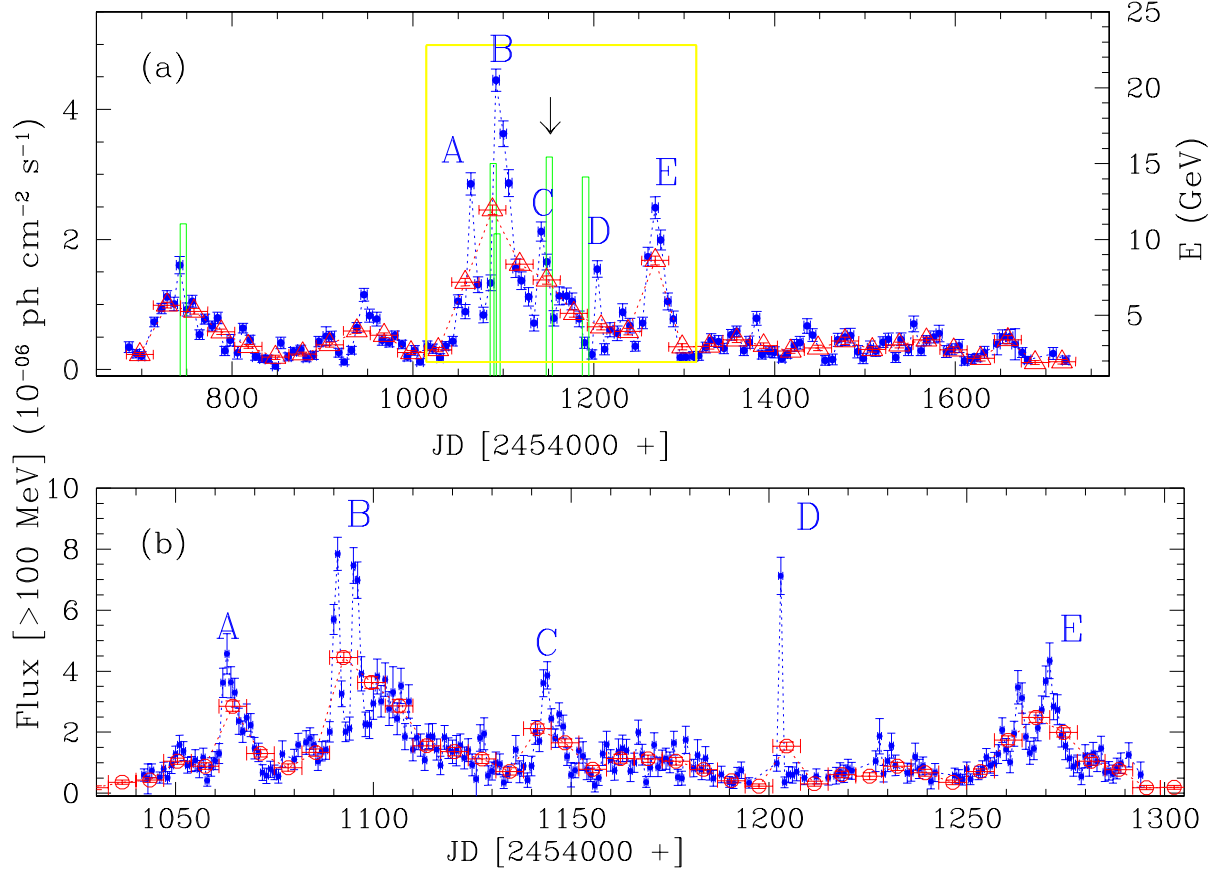 Flux [>100 MeV] (10⁻⁰⁶ ph cm⁻² s⁻¹)
(a)
A
B
C
D
E
0
2
4
5
10
15
20
25
E (GeV)
800
1000
1200
1400
1600
JD [2454000 +]
(b)
A
B
C
D
E
0
2
4
6
8
10
1050
1100
1150
1200
1250
1300
JD [2454000 +]